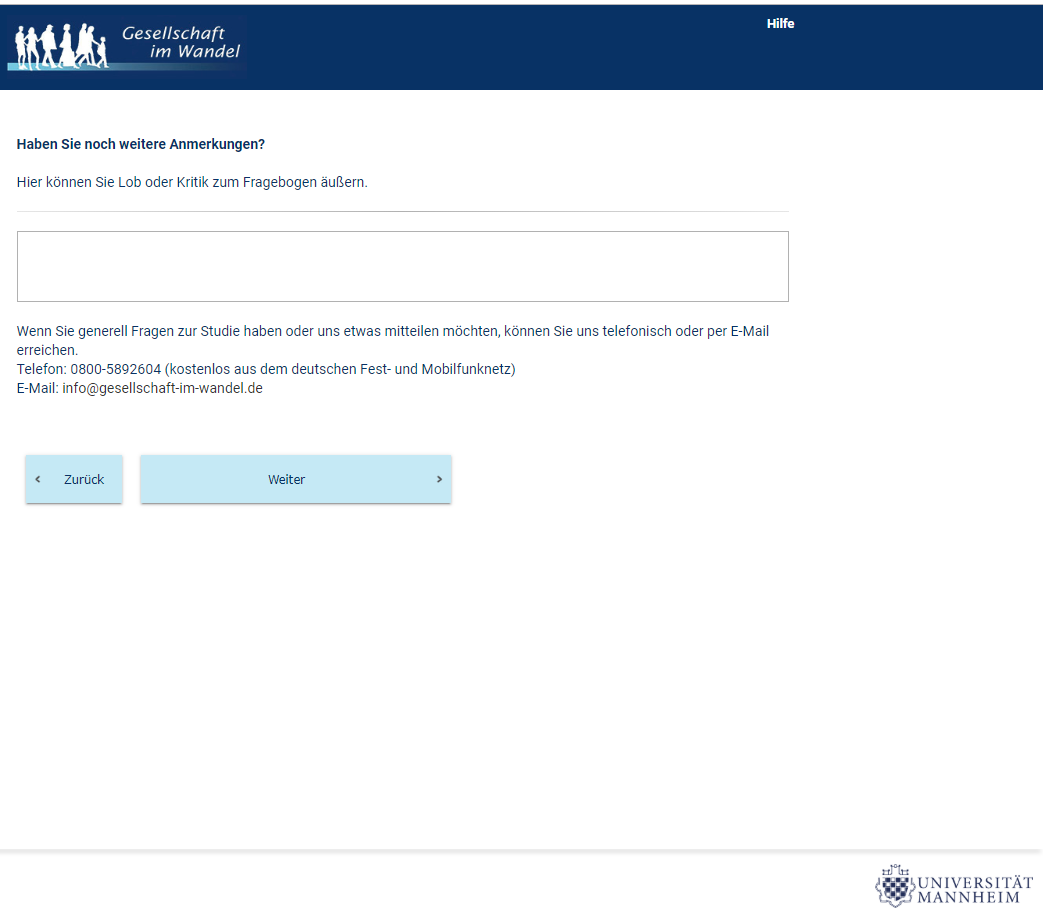 Gesellschaft
im Wandel
Hilfe
Haben Sie noch weitere Anmerkungen?
Hier können Sie Lob oder Kritik zum Fragebogen äußern.
Wenn Sie generell Fragen zur Studie haben oder uns etwas mitteilen möchten, können Sie uns telefonisch oder per E-Mail
erreichen.
Telefon: 0800-5892604 (kostenlos aus dem deutschen Fest- und Mobilfunknetz)
E-Mail: info@gesellschaft-im-wandel.de
Zurück
Weiter
UNIVERSITÄT
MANNHEIM